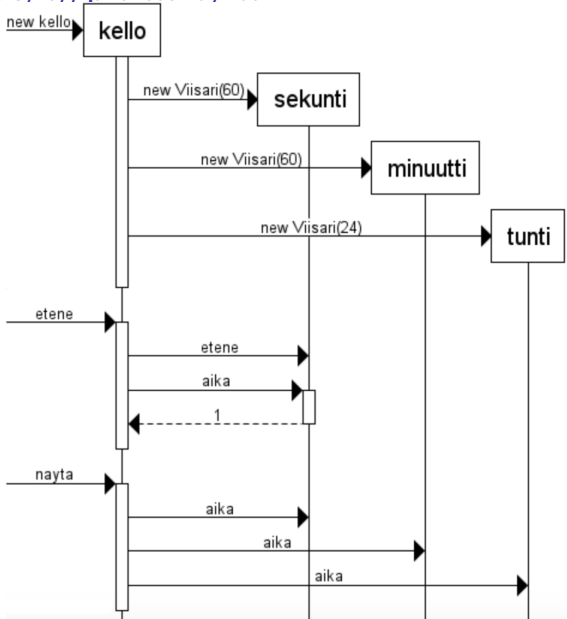 new kello
kello
new Viisari(60)
sekunti
new Viisari(60)
minuutti
new Viisari(24)
tunti
etene
etene
aika
1
nayta
aika
aika
aika